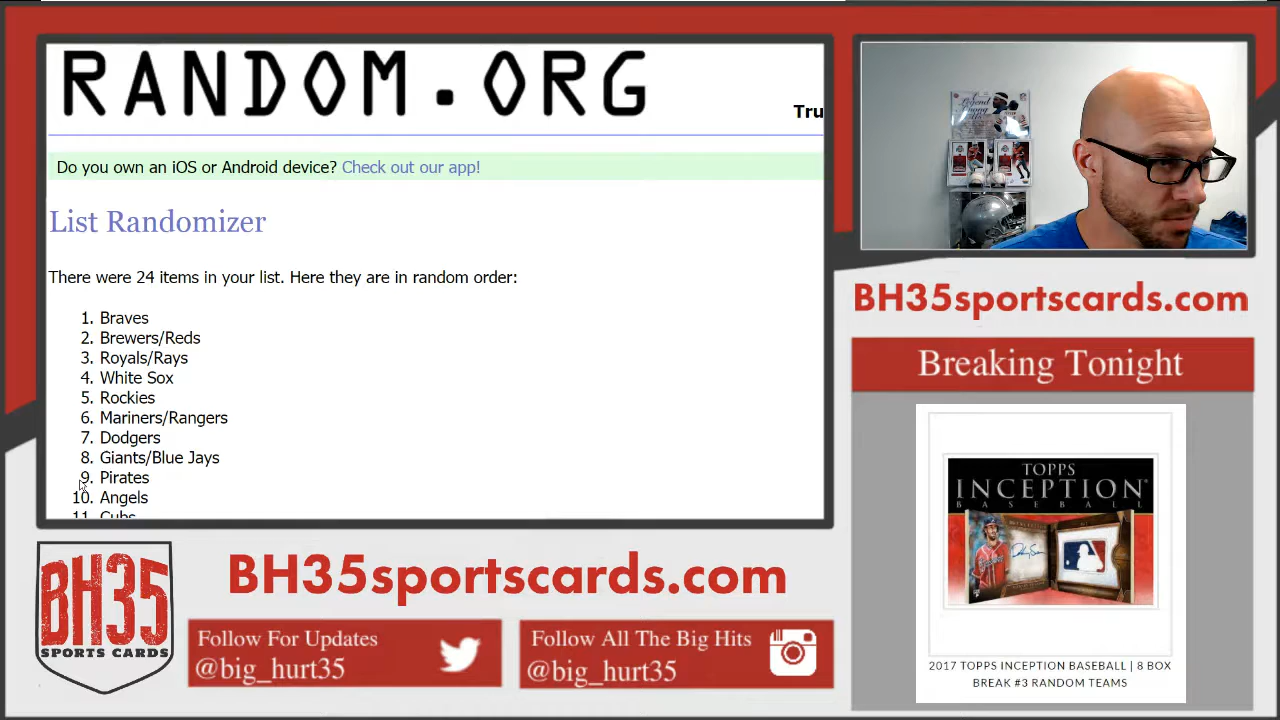 RANDOM.ORG
Tru
Do you own an iOS or Android device? Check out our app!
List Randomizer
There were 24 items in your list. Here they are in random order:
1. Braves
2. Brewers/Reds
3. Royals/Rays
4. White Sox
5. Rockies
6. Mariners/Rangers
7. Dodgers
8. Giants/Blue Jays
9. Pirates
10. Angels
11. Cubs
BH35sportscards.com
Breaking Tonight
TOPPS
INCEPTION
BASEBALL
2017 TOPPS INCEPTION BASEBALL | 8 BOX
BREAK #3 RANDOM TEAMS
BH35
SPORTS CARDS
BH35sportscards.com
Follow For Updates
@big_hurt35
Follow All The Big Hits
@big_hurt35